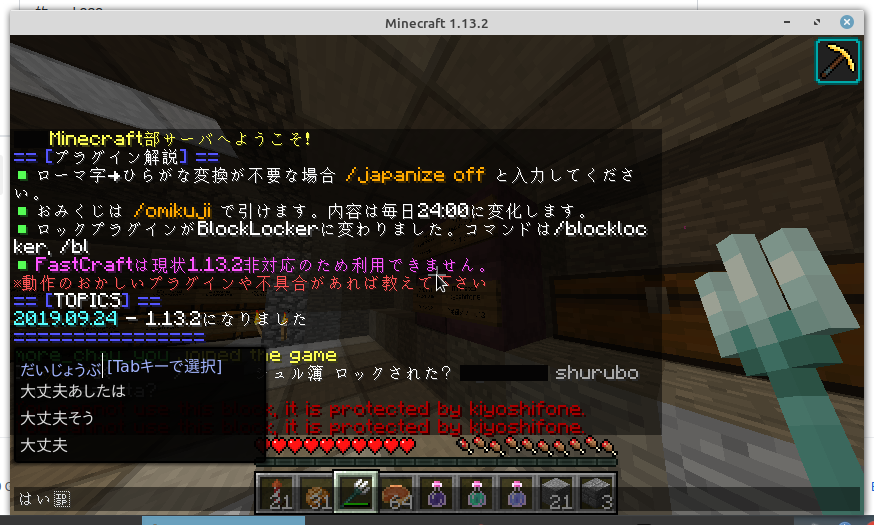 Minecraft 1.13.2
Minecraft部サーバへようこそ!
== [プラグイン解説] ==
■ ローマ字➔ひらがな変換が不要な場合 /japanize off と入力してくださ
い。
■ おみくじは /omikuji で引けます。内容は毎日24:00に変化します。
■ ロックプラグインがBlockLockerに変わりました。コマンドは/blockloc
ker, /bl
■ FastCraftは現状1.13.2非対応のため利用できません。
※動作のおかしいプラグインや不具合があれば教えてください
== [TOPICS] ==
2019.09.24 - 1.13.2になりました
================
you joined the game
シュル簿 ロックされた? shurubo
this block, it is protected by kiyoshifone.
this block, it is protected by kiyoshifone.
だいじょうぶ [Tabキーで選択]
大丈夫あしたは
大丈夫そう
大丈夫
21 31 64 21 3
はい